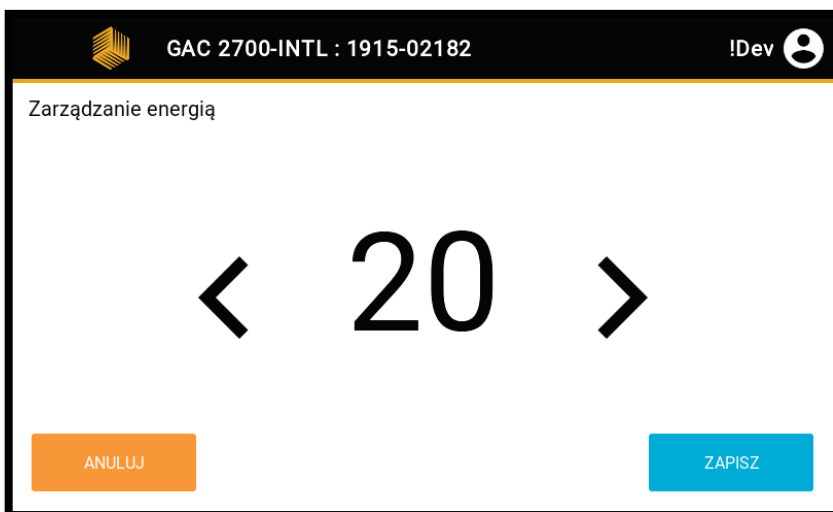 GAC 2700-INTL : 1915-02182
!Dev
Zarządzanie energią
20
ANULUJ
ZAPISZ